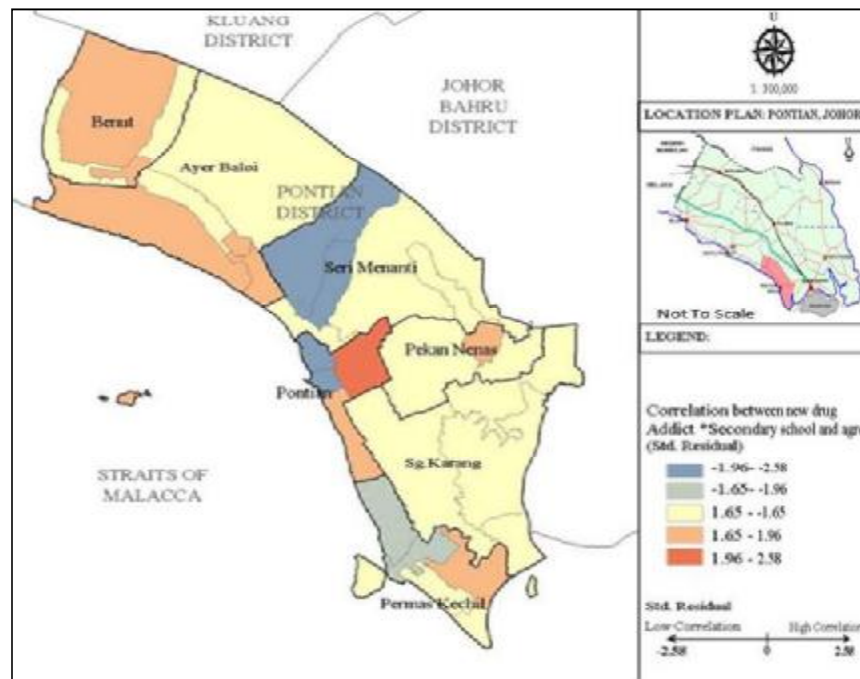 KLUANG
DISTRICT
JOHOR
BAHRU
DISTRICT
Benut
Ayer Baloi
PONTIAN
DISTRICT
Seri Menanti
Pekan Nenas
Pontian
Sg.Karang
STRAITS OF
MALACCA
Permas Kechil
U
1: 300,000
LOCATION PLAN: PONTIAN, JOHOR
Not To Scale
LEGEND:
Correlation between new drug
Addict *Secondary school and agre
(Std. Residual)
-1.96- -2.58
-1.65- -1.96
1.65 - -1.65
1.65 - 1.96
1.96 - 2.58
Std. Residual
Low Correlation High Correlation
-2.58 0 2.58